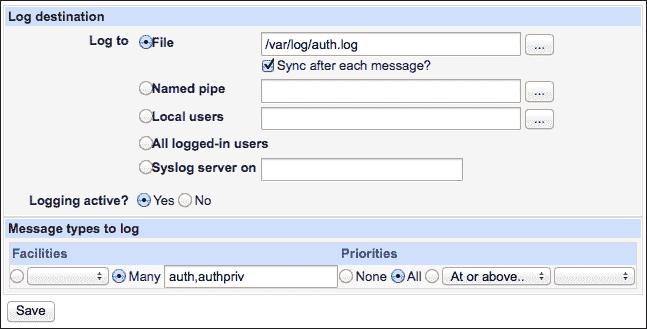 Log destination
Log to File /var/log/auth.log ...
Sync after each message?
Named pipe ...
Local users ...
All logged-in users
Syslog server on
Logging active? Yes No
Message types to log
Facilities Priorities
Many auth,authpriv None All At or above..
Save